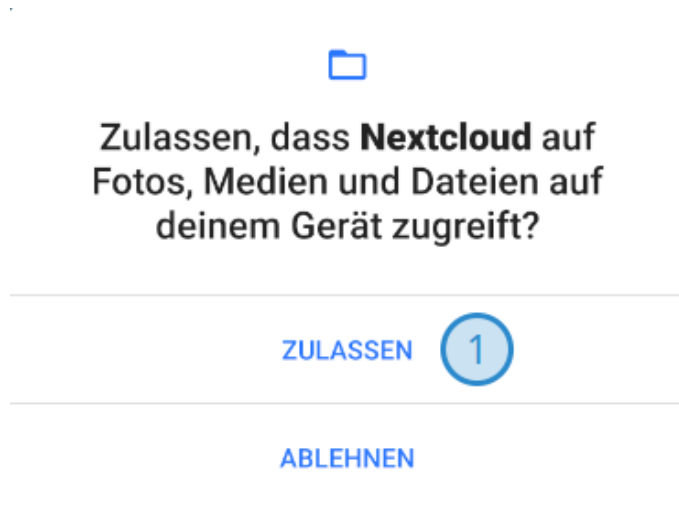 Zulassen, dass Nextcloud auf
Fotos, Medien und Dateien auf
deinem Gerät zugreift?
ZULASSEN 1
ABLEHNEN